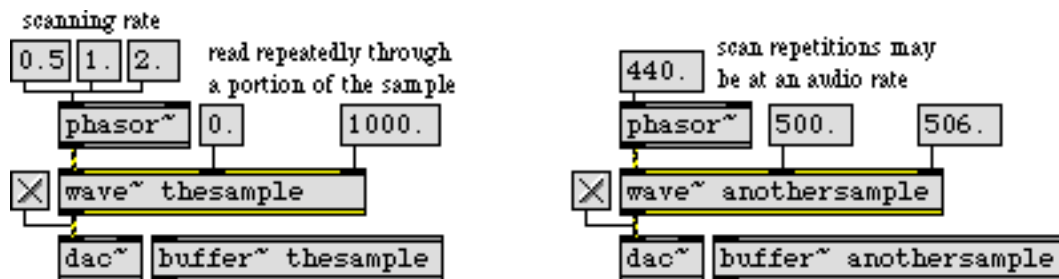 scanning rate
0.5 1. 2.
read repeatedly through
a portion of the sample
phasor~ 0. 1000.
wave~ thesample
dac~ buffer~ thesample
scan repetitions may
be at an audio rate
440.
phasor~ 500. 506.
wave~ anothersample
dac~ buffer~ anothersample